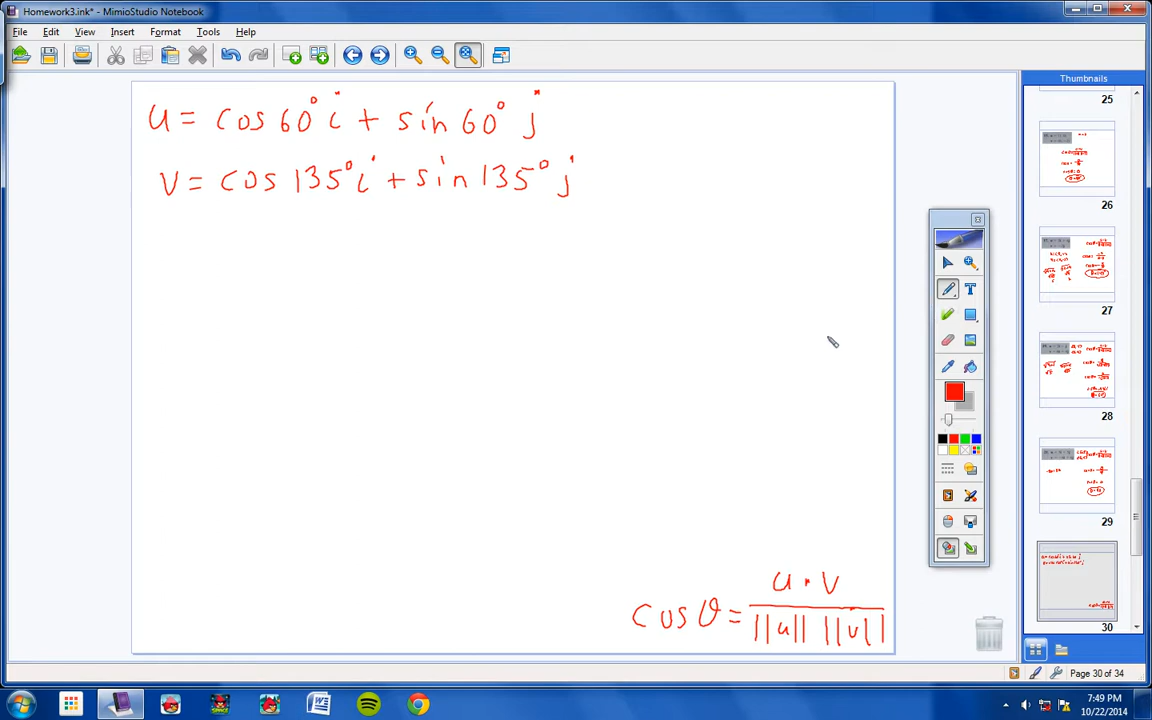 Homework3.ink* - MimioStudio Notebook
File Edit View Insert Format Tools Help
u = cos 60° i + sin 60° j
v = cos 135° i + sin 135° j
cos θ = u · v / ||u|| ||v||
Thumbnails
25
26
27
28
29
30
Page 30 of 34
7:49 PM
10/22/2014